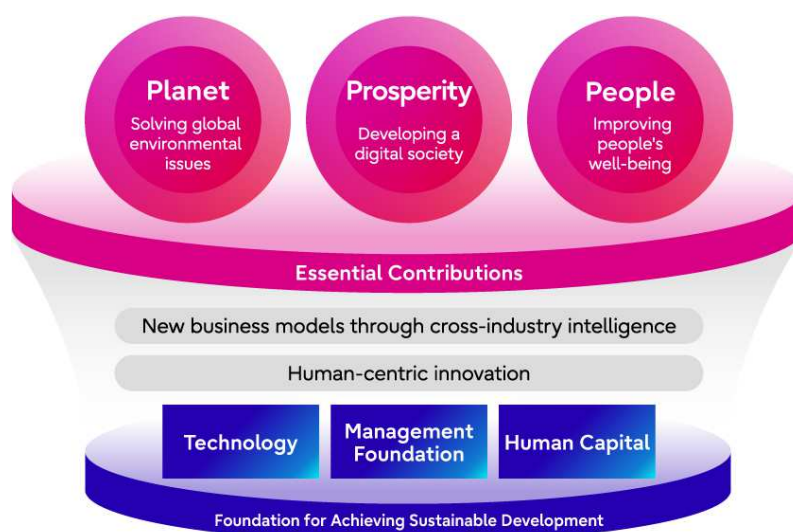 Planet
Solving global
environmental
issues
Prosperity
Developing a
digital society
People
Improving
people's
well-being
Essential Contributions
New business models through cross-industry intelligence
Human-centric innovation
Technology
Management
Foundation
Human Capital
Foundation for Achieving Sustainable Development